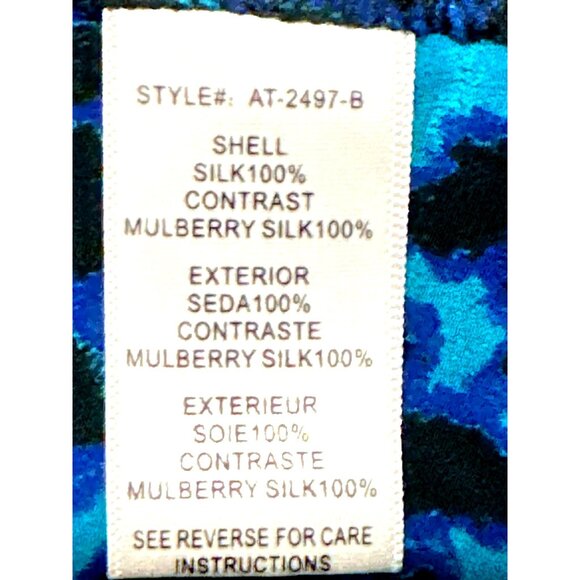 STYLE#: AT-2497-B
SHELL
SILK100%
CONTRAST
MULBERRY SILK100%
EXTERIOR
SEDA100%
CONTRASTE
MULBERRY SILK100%
EXTERIEUR
SOIE100%
CONTRASTE
MULBERRY SILK100%
SEE REVERSE FOR CARE
INSTRUCTIONS